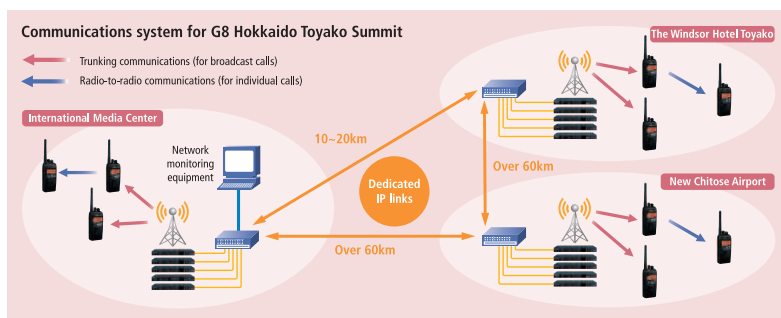 Communications system for G8 Hokkaido Toyako Summit
Trunking communications (for broadcast calls)
Radio-to-radio communications (for individual calls)
The Windsor Hotel Toyako
International Media Center
Network
monitoring
equipment
10~20km
Dedicated
IP links
Over 60km
New Chitose Airport
Over 60km